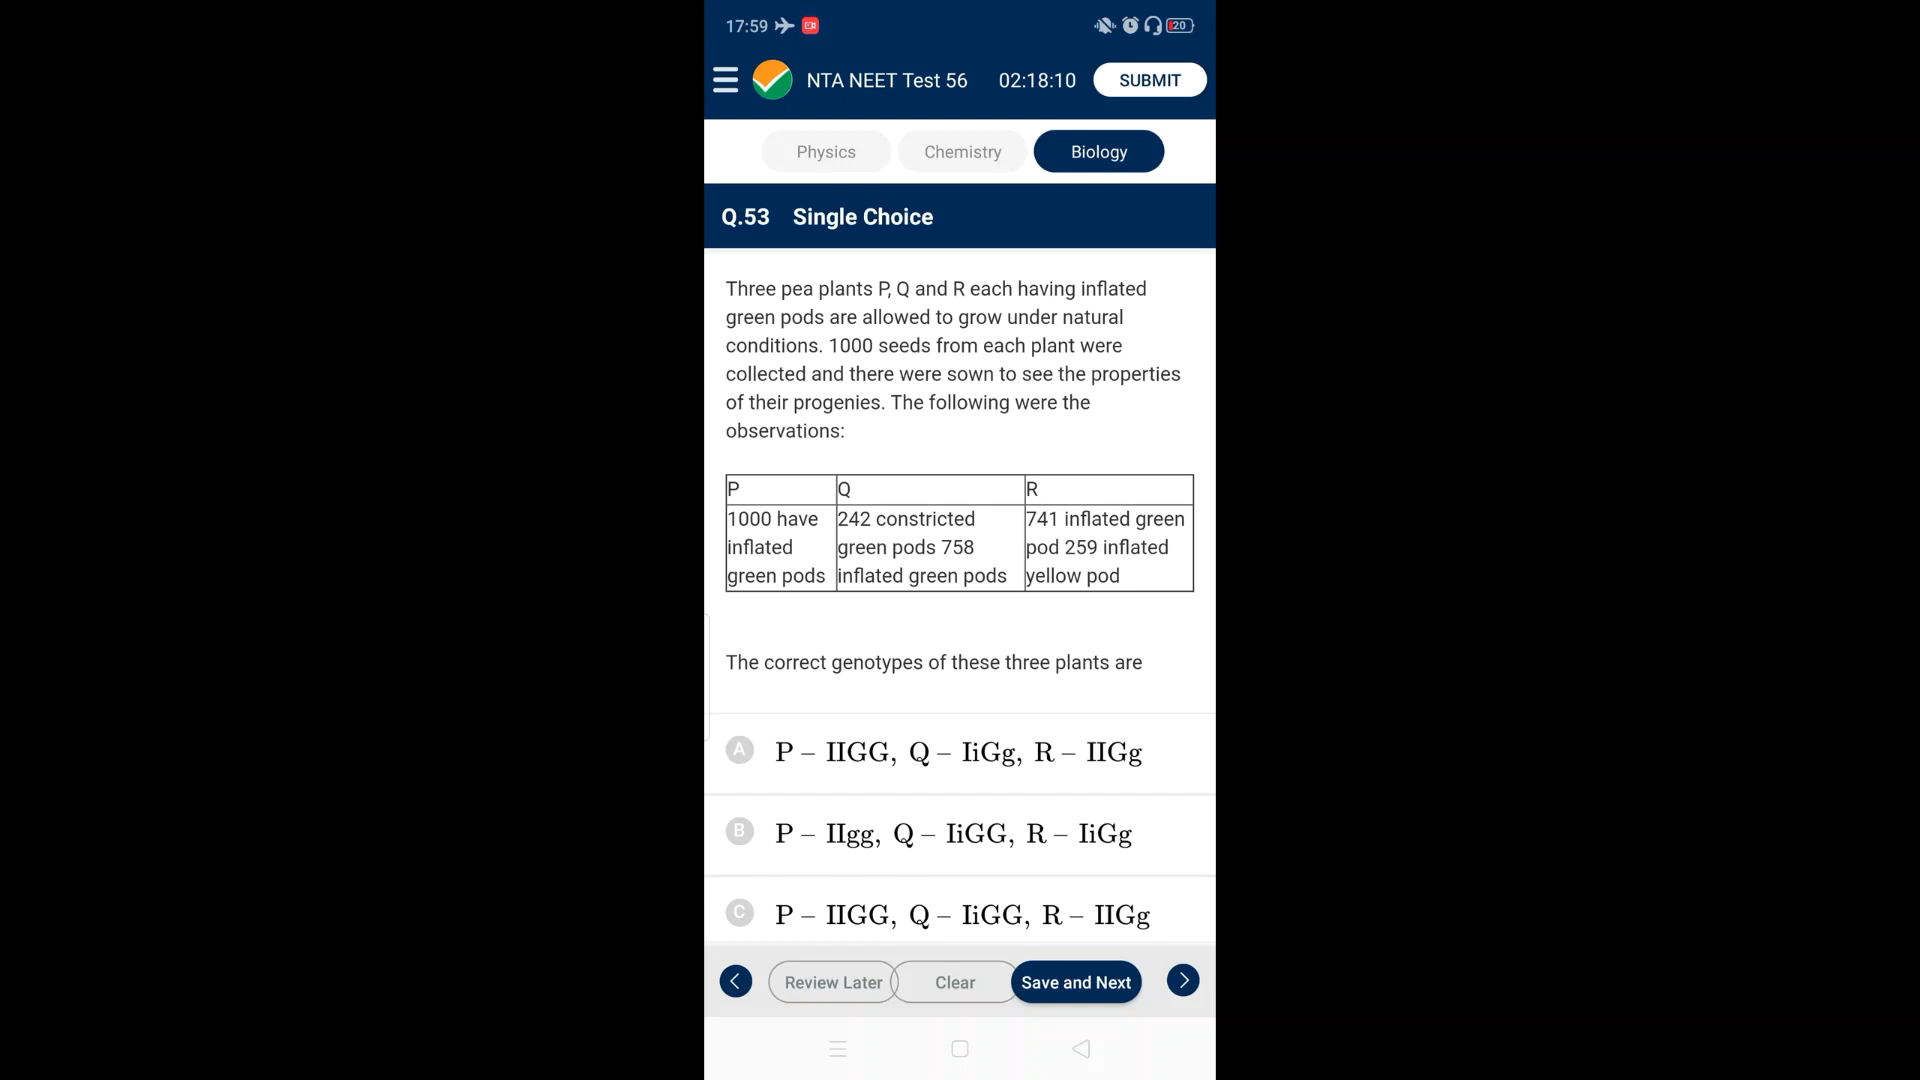 17:59
20
NTA NEET Test 56 02:18:10 SUBMIT
Physics Chemistry Biology
Q.53 Single Choice
Three pea plants P, Q and R each having inflated
green pods are allowed to grow under natural
conditions. 1000 seeds from each plant were
collected and there were sown to see the properties
of their progenies. The following were the
observations:
P Q R
1000 have 242 constricted 741 inflated green
inflated green pods 758 pod 259 inflated
green pods inflated green pods yellow pod
The correct genotypes of these three plants are
A P – IIGG, Q – IiGg, R – IIGg
B P – IIgg, Q – IiGG, R – IiGg
C P – IIGG, Q – IiGG, R – IIGg
Review Later Clear Save and Next